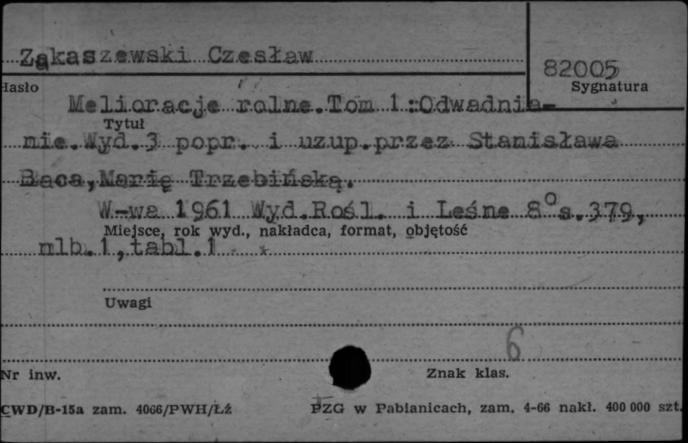 Ząkaszewski Czesław
82005
Hasło
Sygnatura
Melioracje rolne.Tom 1 :Odwadnia-
Tytuł
nie.Wyd.3 popr. i uzup.przez Stanisława
Baca,Marię Trzebińską.
W-wa 1961 Wyd.Rośl. i Leśne 8°s.379,
Miejsce, rok wyd., nakładca, format, objętość
nlb.1,tabl.1
Uwagi
6
Nr inw.
Znak klas.
CWD/B-15a zam. 4066/PWH/Łź
PZG w Pabianicach, zam. 4-66 nakł. 400 000 szt.